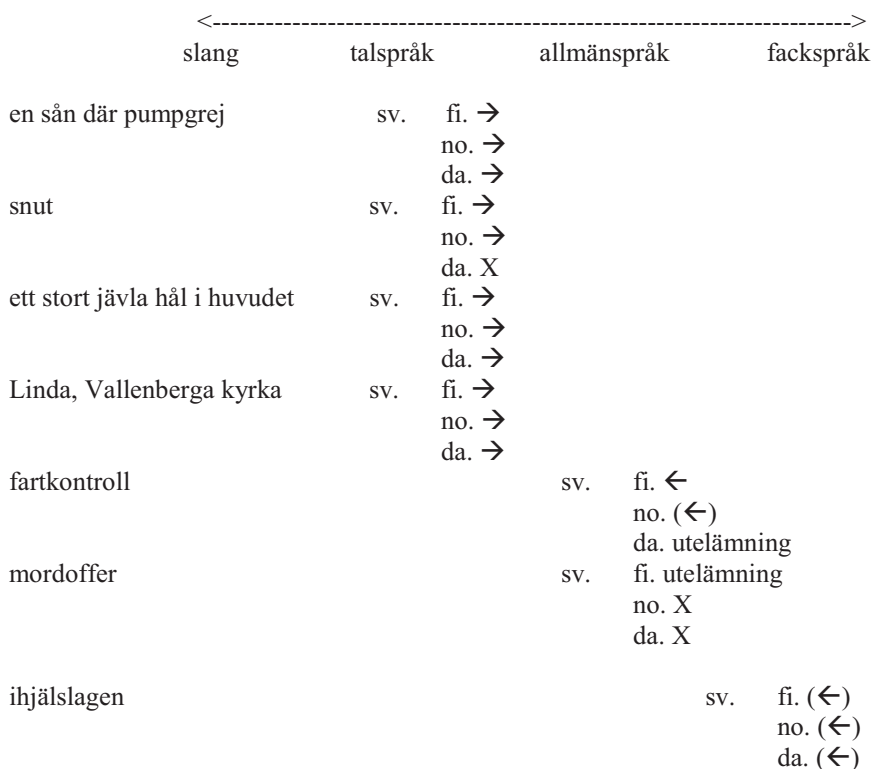 <------------------------------------------------------------------------->
slang talspråk allmänspråk fackspråk
en sån där pumpgrej sv. fi. →
no. →
da. →
snut sv. fi. →
no. →
da. X
ett stort jävla hål i huvudet sv. fi. →
no. →
da. →
Linda, Vallenberga kyrka sv. fi. →
no. →
da. →
fartkontroll sv. fi. ←
no. (←)
da. utelämning
mordoffer sv. fi. utelämning
no. X
da. X
ihjälslagen sv. fi. (←)
no. (←)
da. (←)